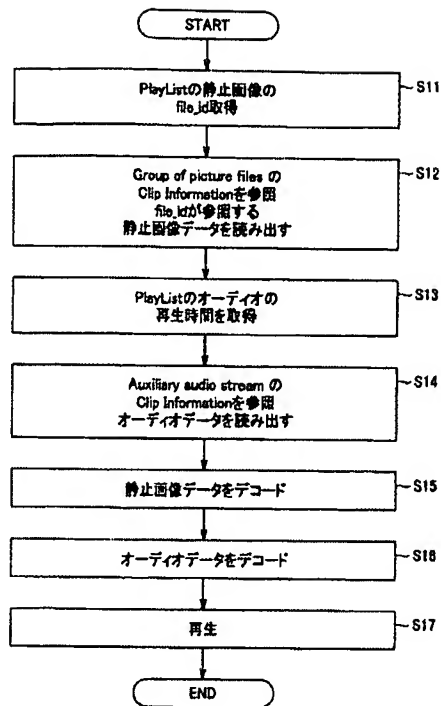 START
PlayListの静止画像の
file_id取得
S11
Group of picture files の
Clip Informationを参照
file_idが参照する
静止画像データを読み出す
S12
PlayListのオーディオの
再生時間を取得
S13
Auxiliary audio stream の
Clip Informationを参照
オーディオデータを読み出す
S14
静止画像データをデコード
S15
オーディオデータをデコード
S16
再生
S17
END